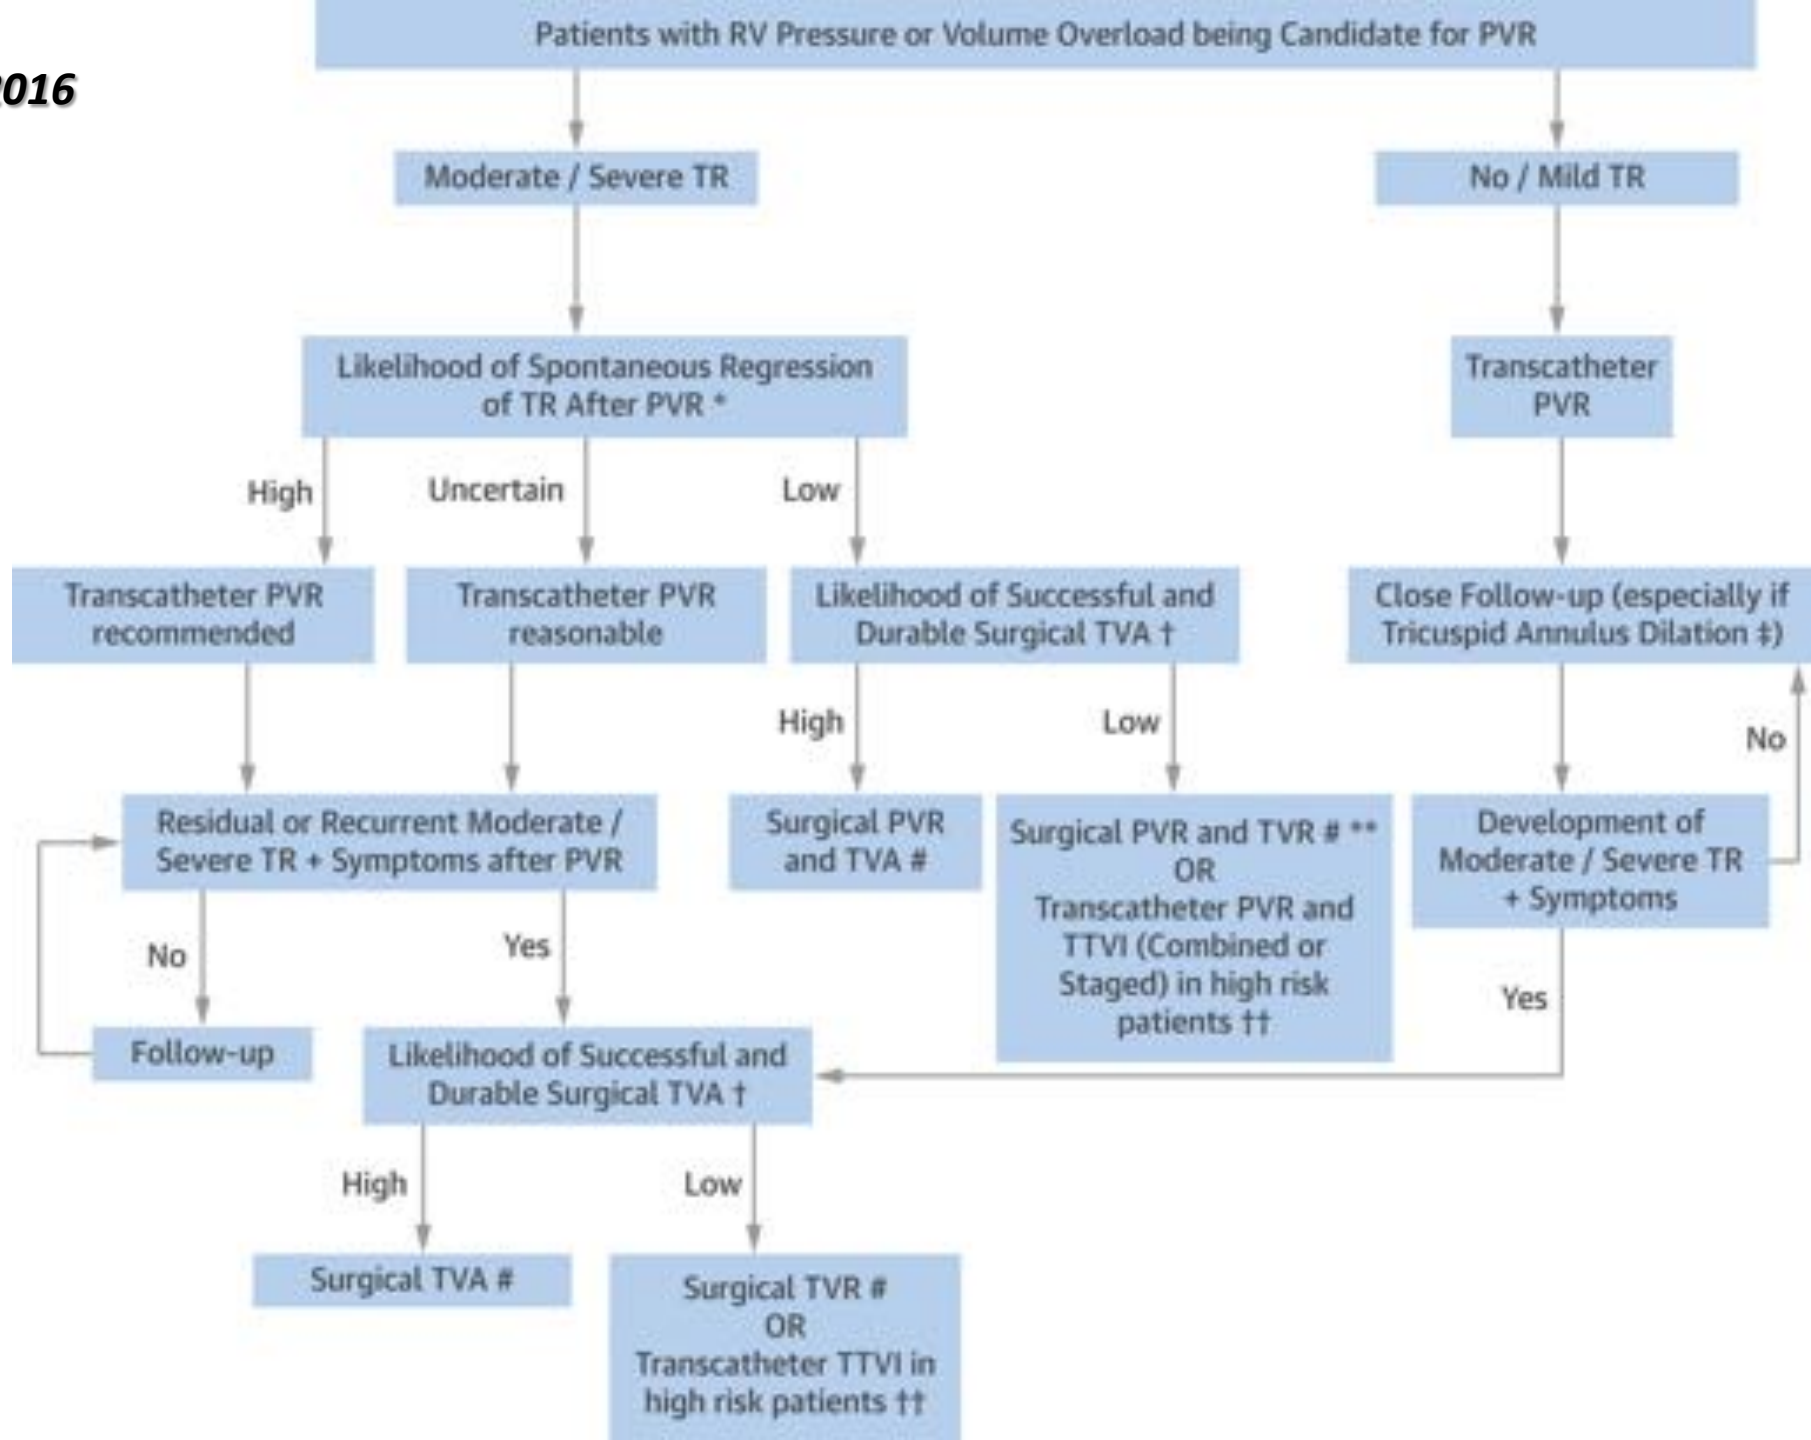 Patients with RV Pressure or Volume Overload being Candidate for PVR
2016
Moderate / Severe TR
No / Mild TR
Likelihood of Spontaneous Regression
of TR After PVR *
Transcatheter
PVR
High
Uncertain
Low
Transcatheter PVR
recommended
Transcatheter PVR
reasonable
Likelihood of Successful and
Durable Surgical TVA †
Close Follow-up (especially if
Tricuspid Annulus Dilation ‡)
High
Low
No
Residual or Recurrent Moderate /
Severe TR + Symptoms after PVR
Surgical PVR
and TVA #
Surgical PVR and TVR # **
OR
Transcatheter PVR and
TTVI (Combined or
Staged) in high risk
patients ††
Development of
Moderate / Severe TR
+ Symptoms
No
Yes
Yes
Follow-up
Likelihood of Successful and
Durable Surgical TVA †
High
Low
Surgical TVA #
Surgical TVR #
OR
Transcatheter TTVI in
high risk patients ††